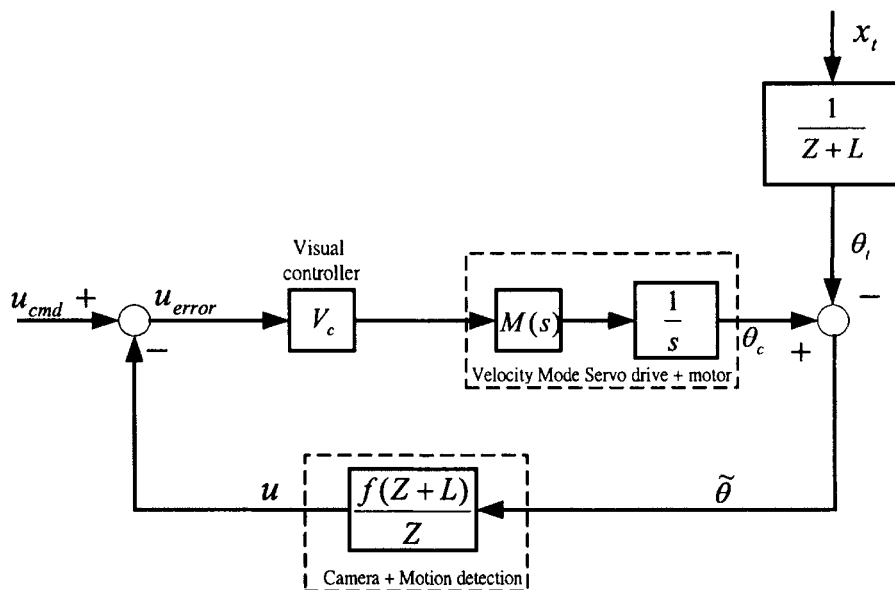 x_t
1
Z + L
θ_t
−
Visual
controller
u_cmd +
u_error
V_c
M(s)
1
s
θ_c
+
−
Velocity Mode Servo drive + motor
u
f(Z + L)
Z
θ̃
Camera + Motion detection